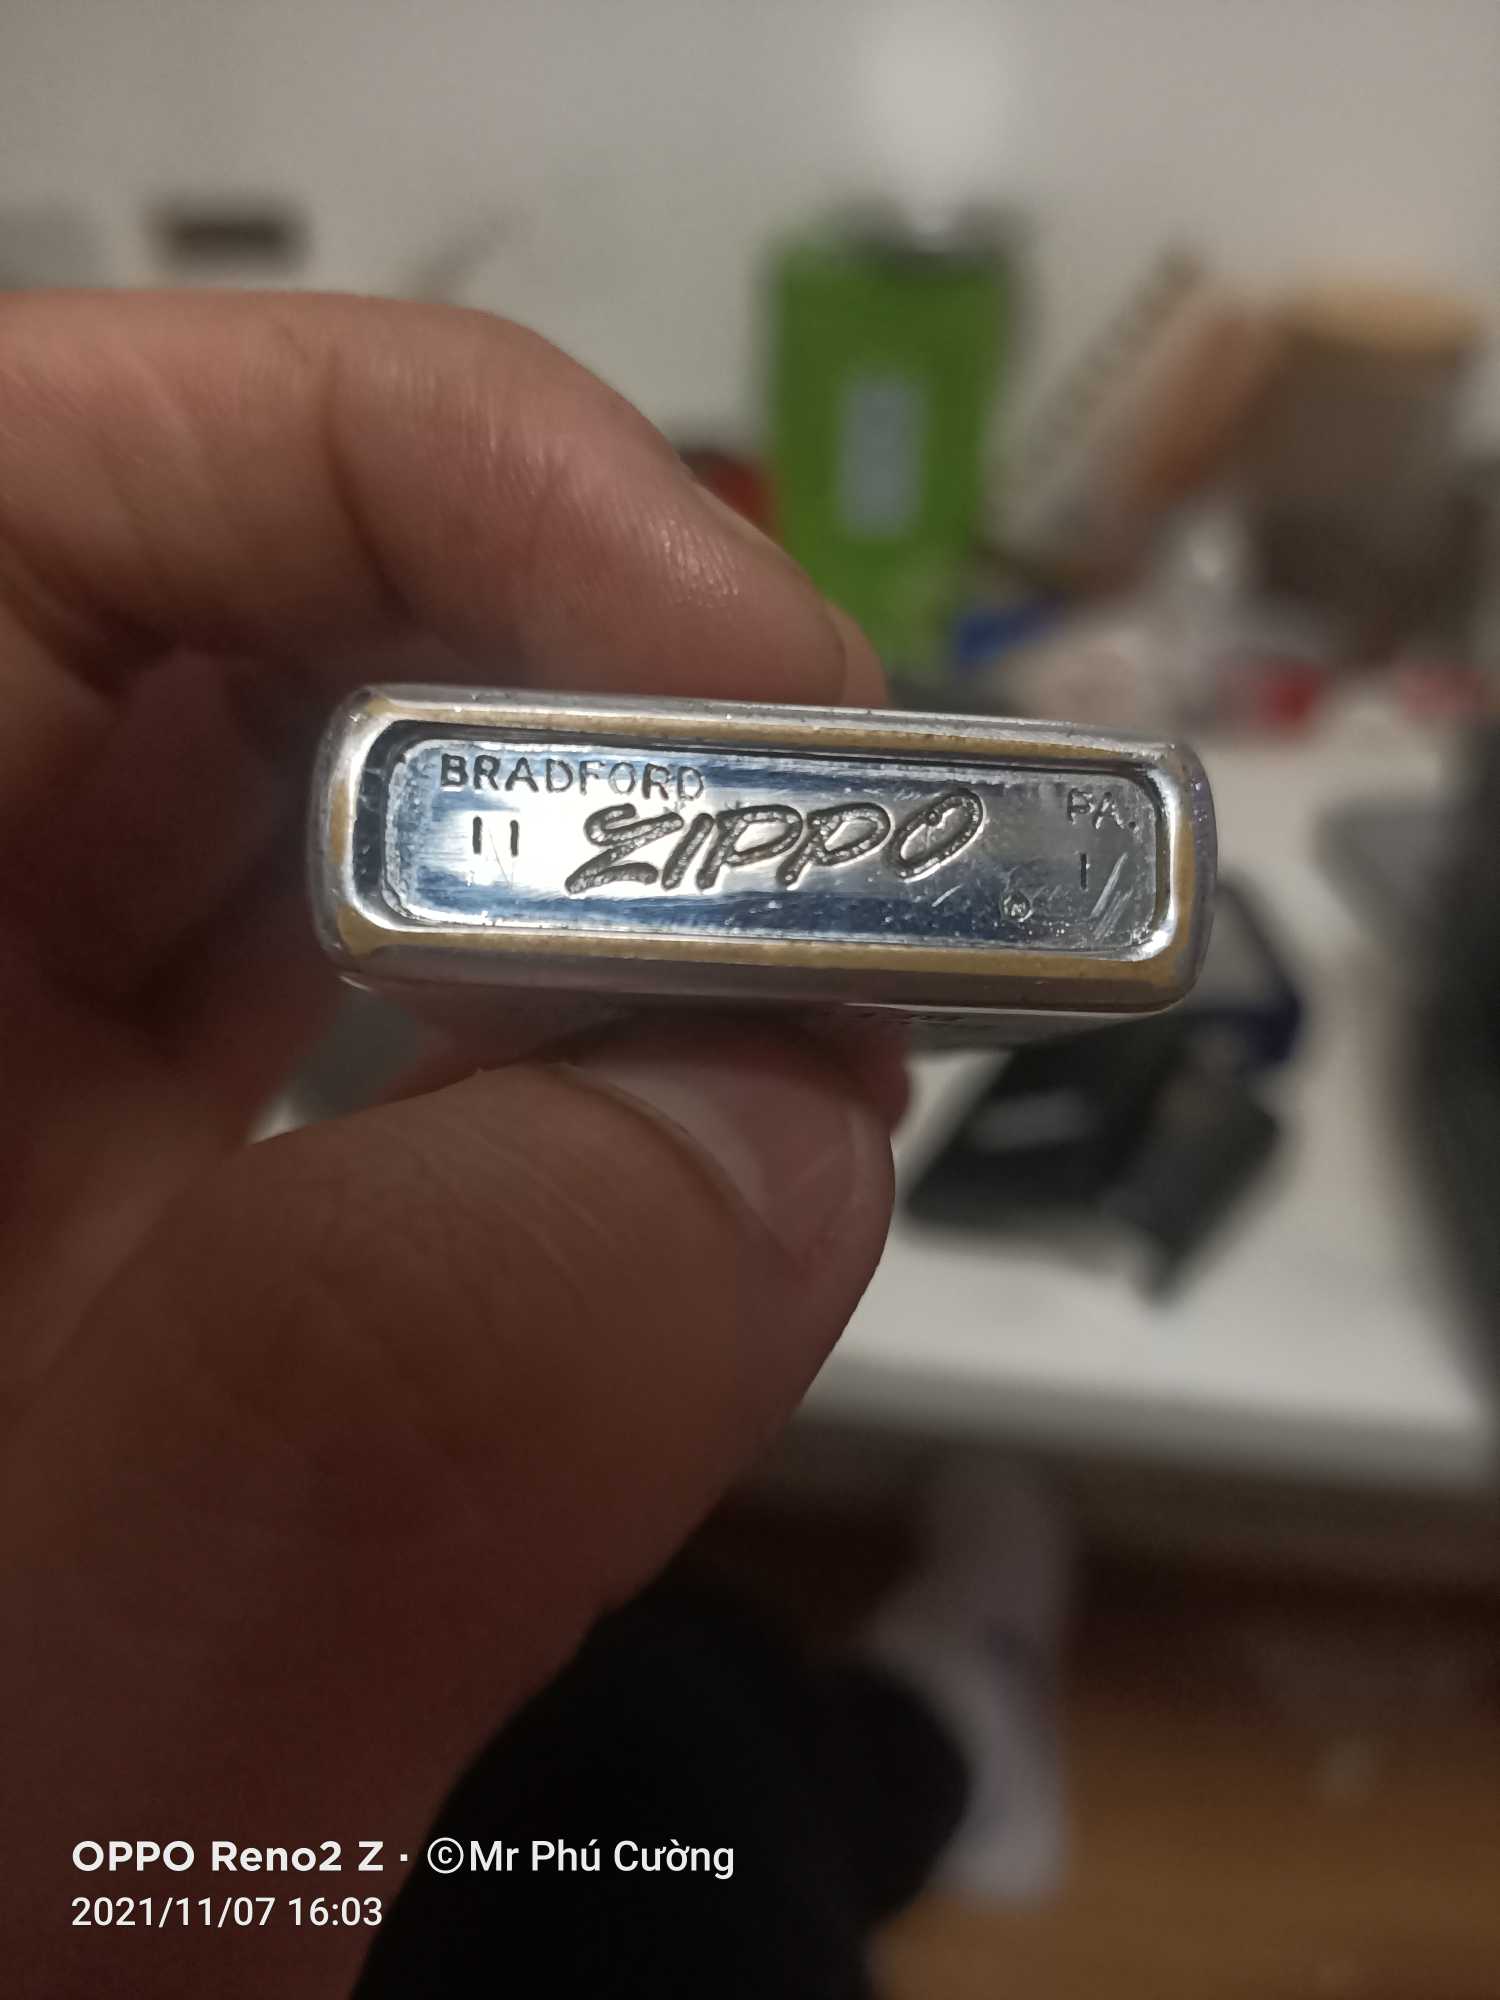 BRADFORD PA.
II ZIPPO I
OPPO Reno2 Z · ©Mr Phú Cường
2021/11/07 16:03